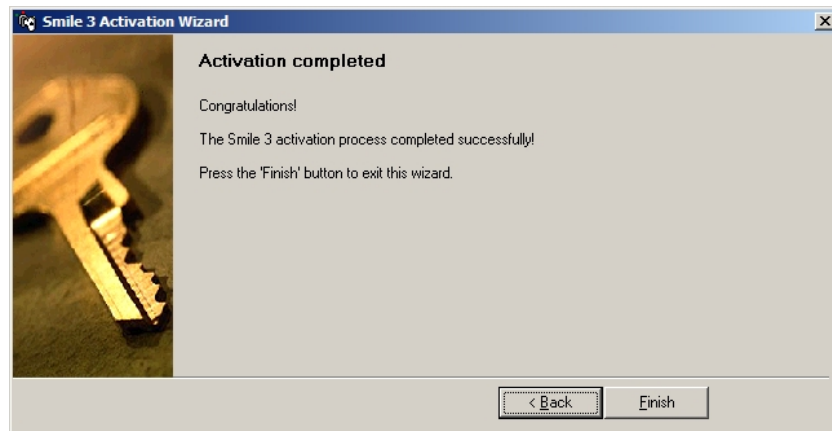 Smile 3 Activation Wizard
Activation completed
Congratulations!
The Smile 3 activation process completed successfully!
Press the 'Finish' button to exit this wizard.
< Back
Finish